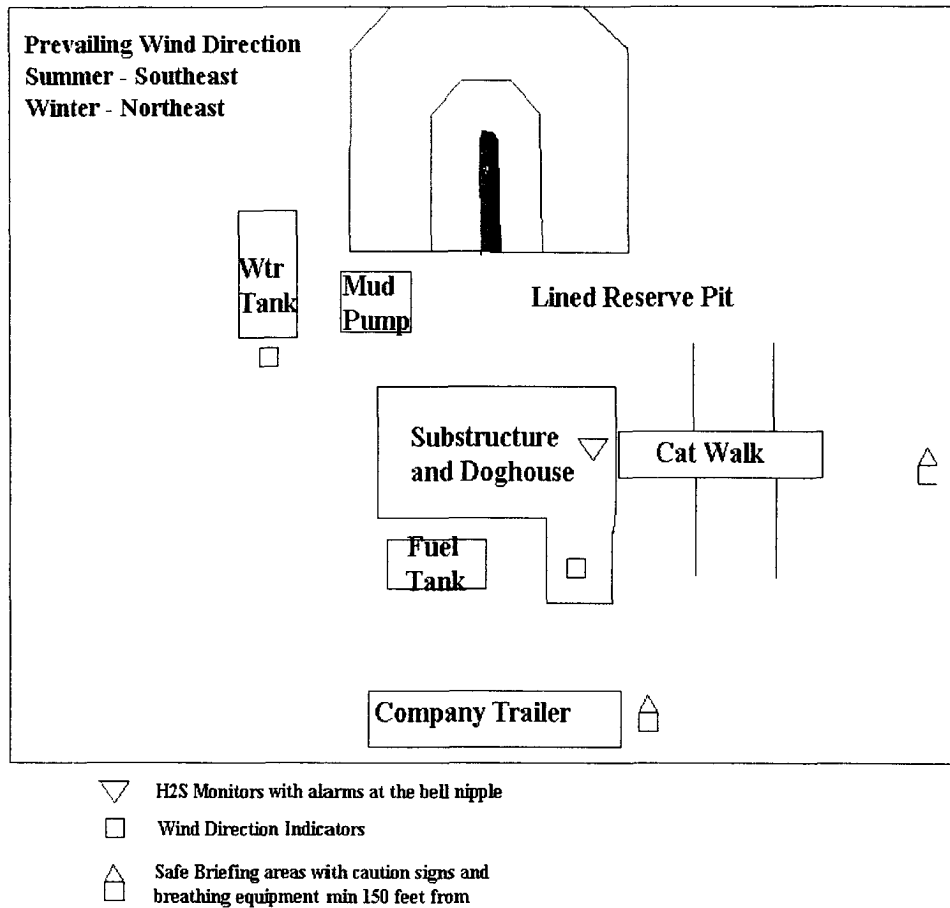 Prevailing Wind Direction
Summer - Southeast
Winter - Northeast
Wtr
Tank
Mud
Pump
Lined Reserve Pit
Substructure
and Doghouse
Cat Walk
Fuel
Tank
Company Trailer
H2S Monitors with alarms at the bell nipple
Wind Direction Indicators
Safe Briefing areas with caution signs and
breathing equipment min 150 feet from